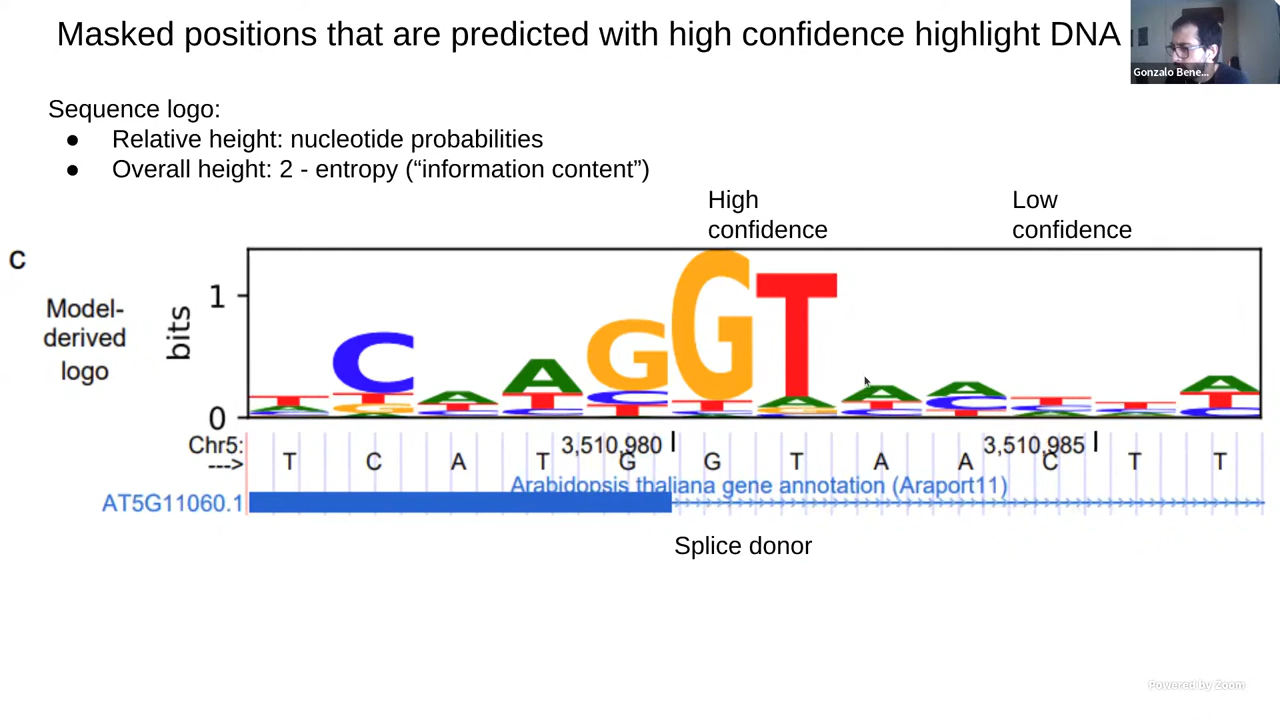 Masked positions that are predicted with high confidence highlight DNA
Gonzalo Bene...
Sequence logo:
● Relative height: nucleotide probabilities
● Overall height: 2 - entropy (“information content”)
High
confidence
Low
confidence
C
Model-
derived
logo
bits
1
0
Chr5:
3,510,980
3,510,985
--->
T C A T G G T A A C T T
Arabidopsis thaliana gene annotation (Araport11)
AT5G11060.1
Splice donor
Powered by Zoom